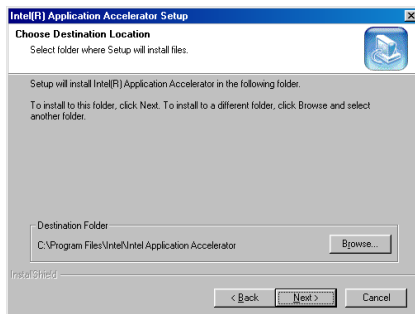 Intel(R) Application Accelerator Setup
Choose Destination Location
Select folder where Setup will install files.
Setup will install Intel(R) Application Accelerator in the following folder.
To install to this folder, click Next. To install to a different folder, click Browse and select
another folder.
Destination Folder
C:\Program Files\Intel\Intel Application Accelerator
Browse...
InstallShield
< Back
Next >
Cancel